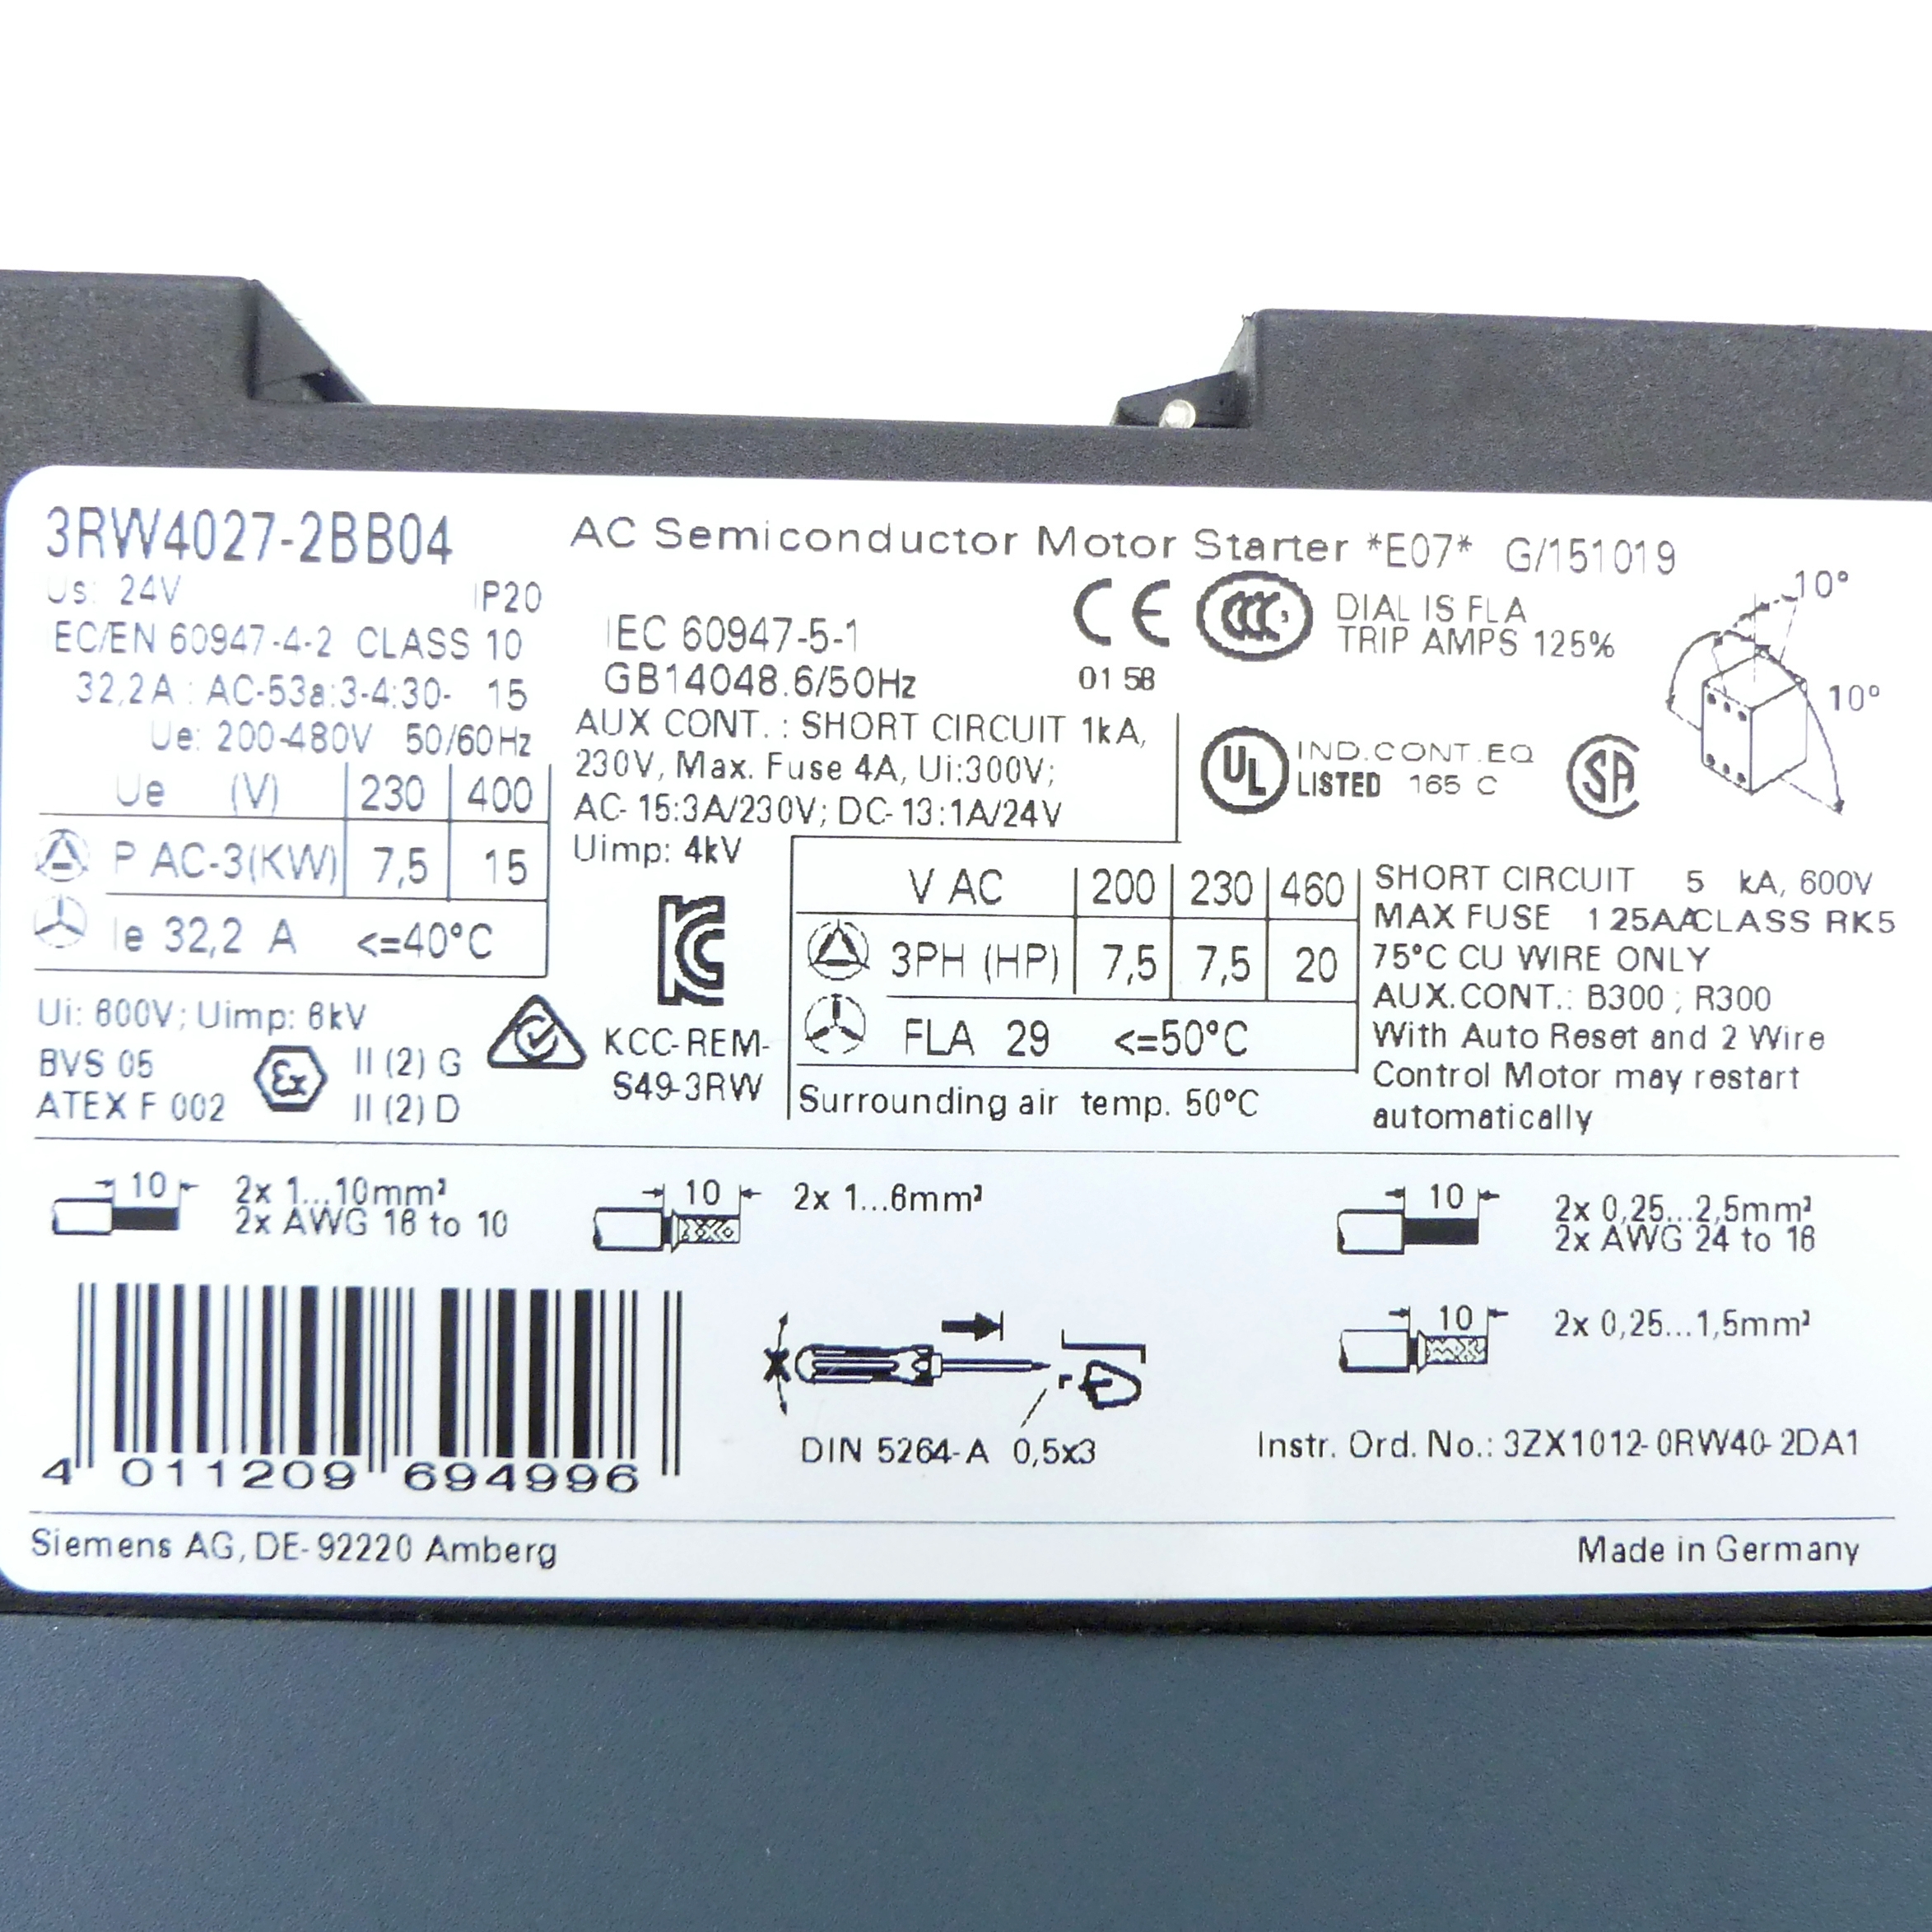 3RW4027-2BB04 AC Semiconductor Motor Starter *E07* G/151019
Us: 24V IP20
EC/EN 60947-4-2 CLASS 10
32,2A : AC-53a:3-4:30- 15
Ue: 200-480V 50/60Hz
Ue (V) 230 400
P AC-3(KW) 7,5 15
Ie 32,2 A <=40°C
Ui: 600V; Uimp: 6kV
BVS 05
ATEX F 002
Ex
II (2) G
II (2) D
IEC 60947-5-1
GB14048.6/50Hz
AUX CONT. : SHORT CIRCUIT 1kA,
230V, Max. Fuse 4A, Ui:300V;
AC-15:3A/230V; DC-13:1A/24V
Uimp: 4kV
KCC-REM-
S49-3RW
CE
0158
CCC
DIAL IS FLA
TRIP AMPS 125%
10°
10°
UL
IND.CONT.EQ
LISTED 165 C
SA
V AC 200 230 460
3PH (HP) 7,5 7,5 20
FLA 29 <=50°C
Surrounding air temp. 50°C
SHORT CIRCUIT 5 kA, 600V
MAX FUSE 125AACLASS RK5
75°C CU WIRE ONLY
AUX.CONT.: B300 ; R300
With Auto Reset and 2 Wire
Control Motor may restart
automatically
10
2x 1...10mm²
2x AWG 16 to 10
10
2x 1...6mm²
10
2x 0,25...2,5mm²
2x AWG 24 to 16
10
2x 0,25...1,5mm²
4 011209 694996
DIN 5264-A 0,5x3
Instr. Ord. No.: 3ZX1012-0RW40-2DA1
Siemens AG, DE-92220 Amberg
Made in Germany